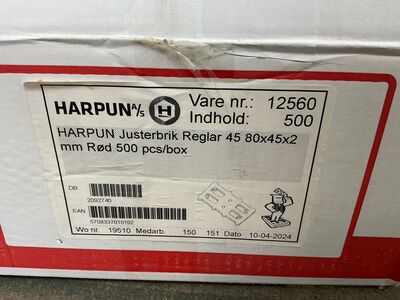 HARPUN A/S H Vare nr.: 12560
Indhold: 500
HARPUN Justerbrik Reglar 45 80x45x2
mm Rød 500 pcs/box
DB
2092740
EAN
5708337010192
Wo nr. 19510 Medarb. 150 151 Dato 10-04-2024